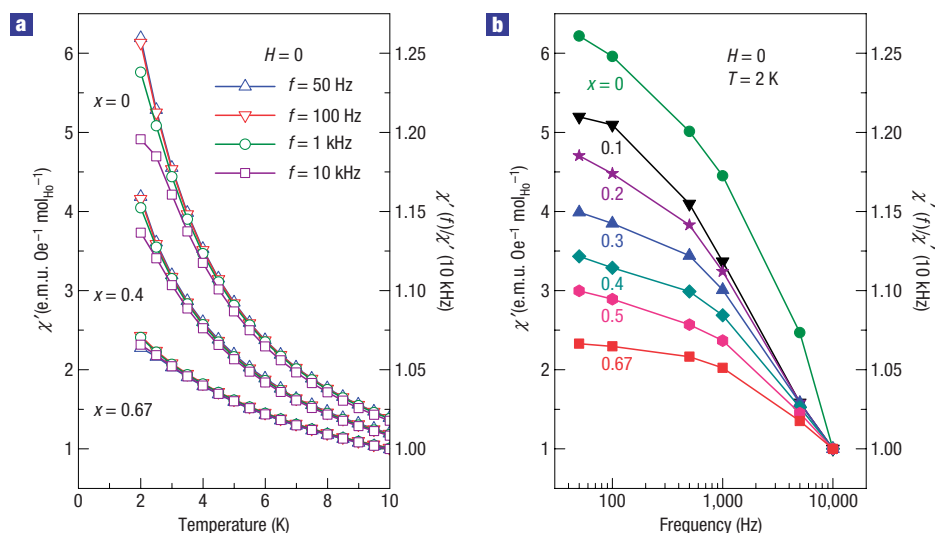 a
H = 0
f = 50 Hz
f = 100 Hz
f = 1 kHz
f = 10 kHz
x = 0
x = 0.4
x = 0.67
6
5
4
3
2
1
χ′(e.m.u. Oe⁻¹ mol_Ho⁻¹)
1.25
1.20
1.15
1.10
1.05
1.00
χ′ (f)/χ′ (10 kHz)
0 2 4 6 8 10
Temperature (K)
b
H = 0
T = 2 K
x = 0
0.1
0.2
0.3
0.4
0.5
0.67
6
5
4
3
2
1
χ′(e.m.u. Oe⁻¹ mol_Ho⁻¹)
1.25
1.20
1.15
1.10
1.05
1.00
χ′ (f)/χ′ (10 kHz)
100 1,000 10,000
Frequency (Hz)